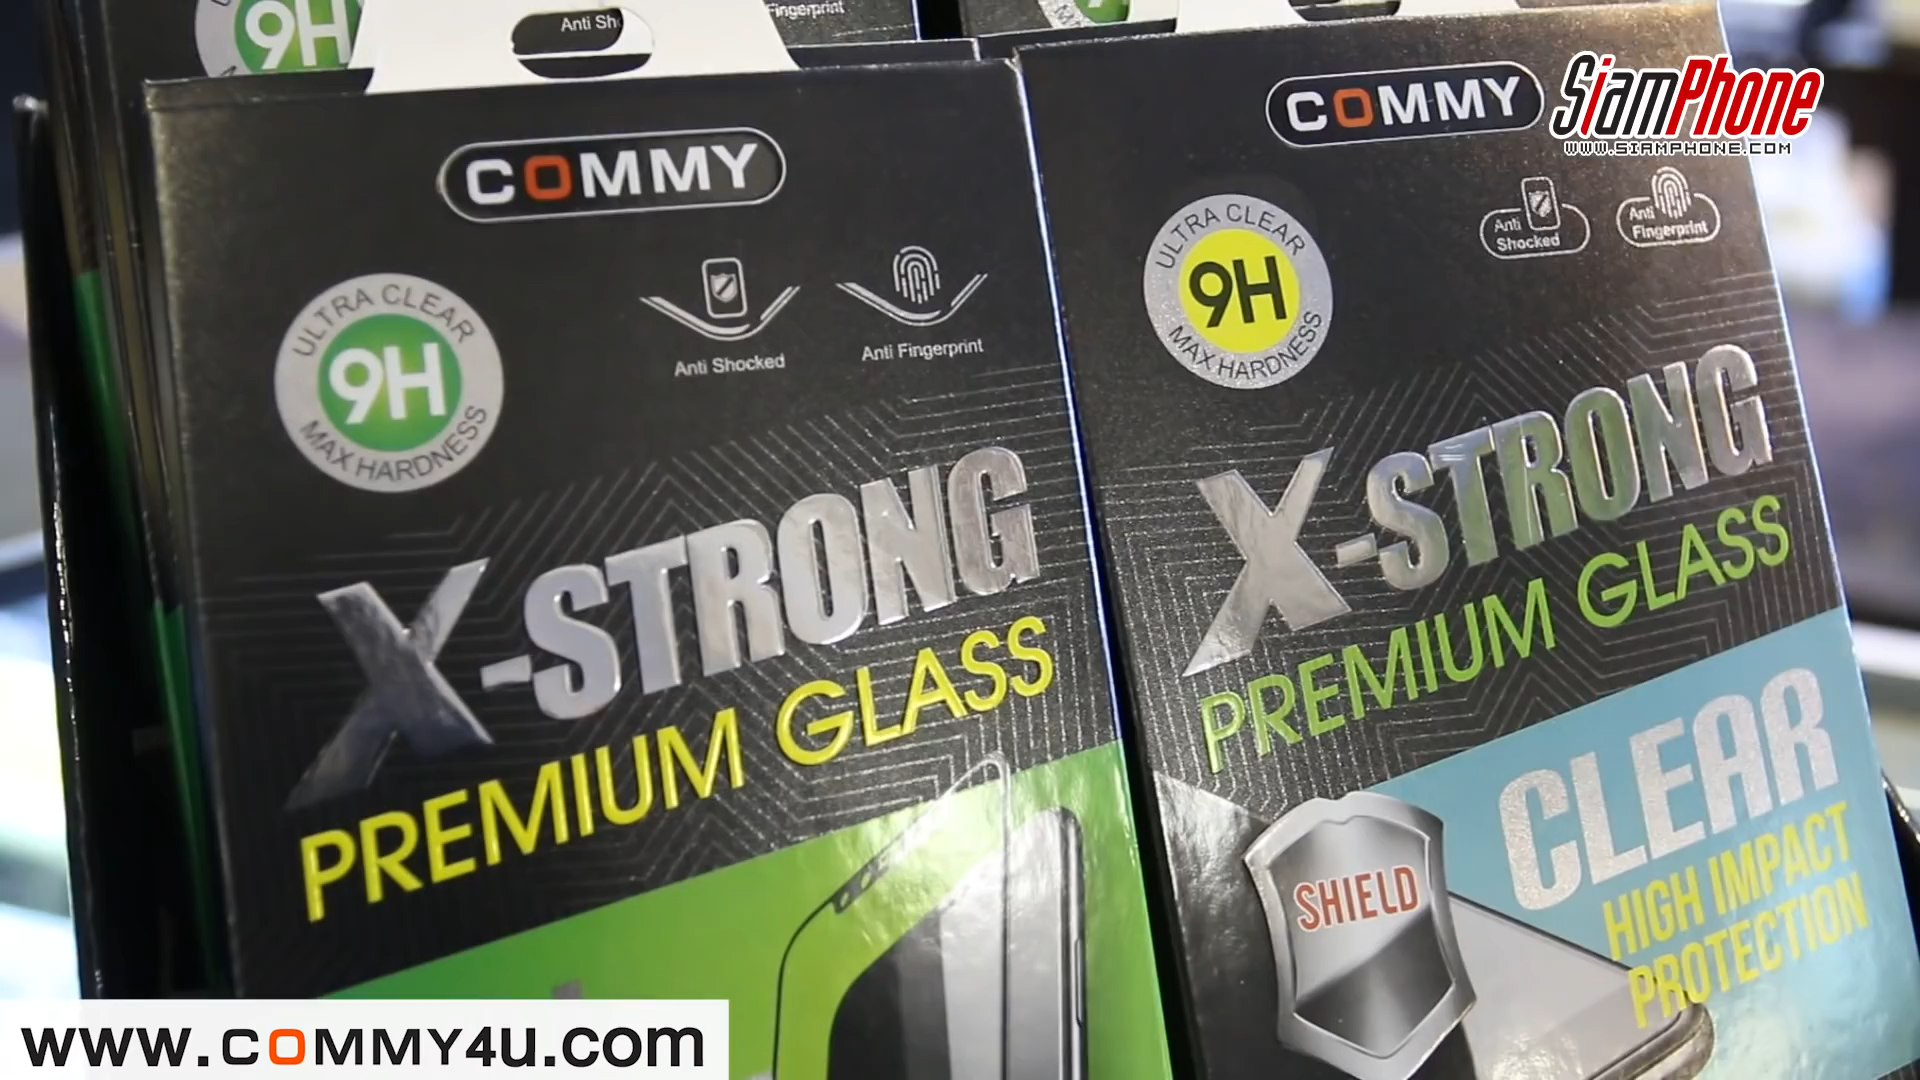 9H
Anti Sh
Fingerprint
COMMY
ULTRA CLEAR
9H
MAX HARDNESS
Anti Shocked
Anti Fingerprint
X-STRONG
PREMIUM GLASS
COMMY
ULTRA CLEAR
9H
MAX HARDNESS
Anti
Shocked
Anti
Fingerprint
X-STRONG
PREMIUM GLASS
CLEAR
HIGH IMPACT
PROTECTION
SHIELD
SiamPhone
WWW.SIAMPHONE.COM
www.COMMY4U.com